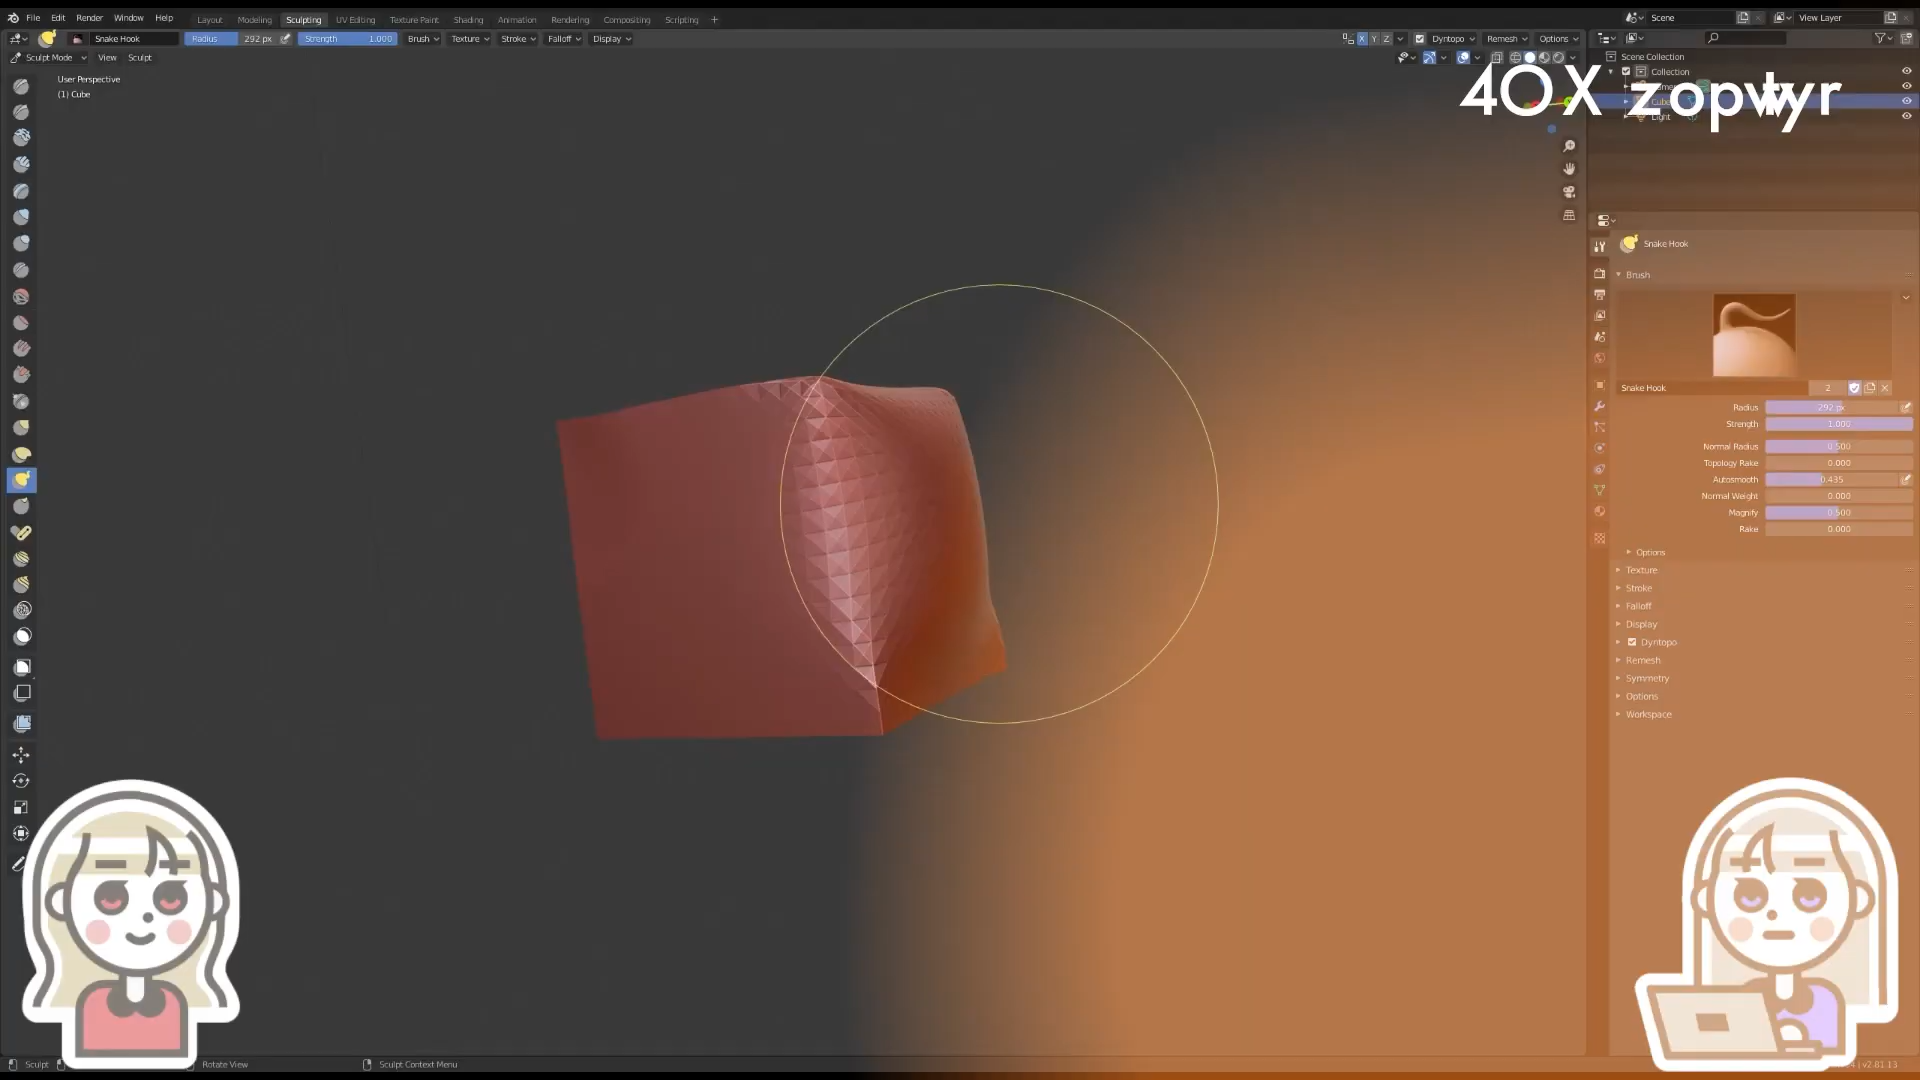 File Edit Render Window Help
Layout Modeling Sculpting UV Editing Texture Paint Shading Animation Rendering Compositing Scripting +
Scene
View Layer
Snake Hook
Radius 292 px
Strength 1.000
Brush Texture Stroke Falloff Display
X Y Z
Dyntopo Remesh Options
Sculpt Mode View Sculpt
User Perspective
(1) Cube
Scene Collection
Collection
Light
40X
Snake Hook
Brush
Snake Hook 2
Radius 292 px
Strength 1.000
Normal Radius 0.500
Topology Rake 0.000
Autosmooth 0.435
Normal Weight 0.000
Magnify 0.500
Rake 0.000
Options
Texture
Stroke
Falloff
Display
Dyntopo
Remesh
Symmetry
Options
Workspace
Sculpt
Rotate View
Sculpt Context Menu
v2.81.13